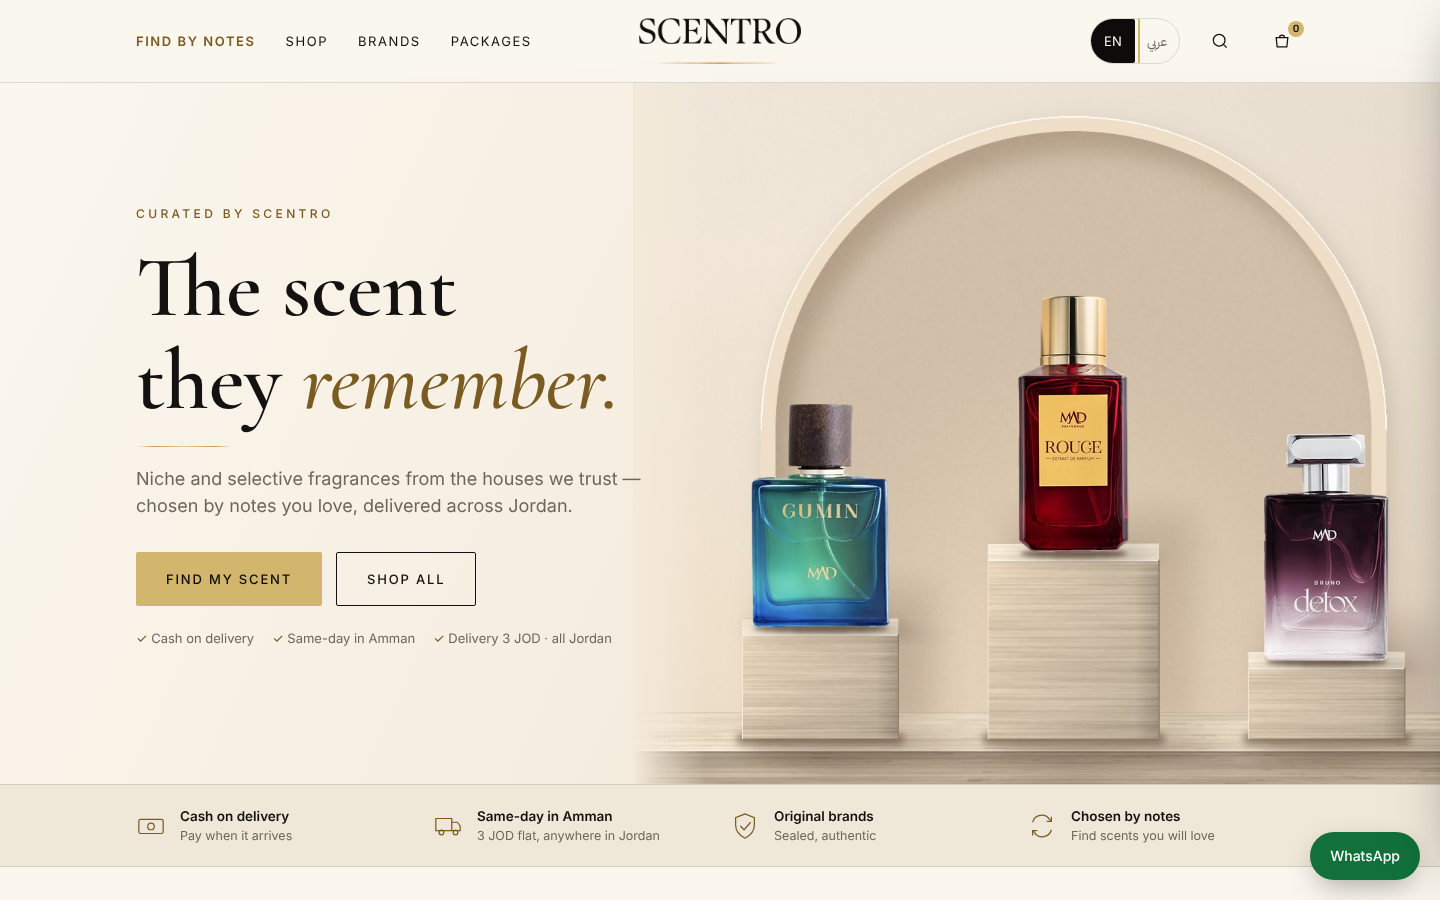 FIND BY NOTES
SHOP
BRANDS
PACKAGES
SCENTRO
EN
عربي
0
CURATED BY SCENTRO
The scent
they remember.
Niche and selective fragrances from the houses we trust —
chosen by notes you love, delivered across Jordan.
FIND MY SCENT
SHOP ALL
✓ Cash on delivery
✓ Same-day in Amman
✓ Delivery 3 JOD · all Jordan
GUMIN
MAD
MAD
ROUGE
EXTRAIT DE PARFUM
MAD
BRUNO
detox
Cash on delivery
Pay when it arrives
Same-day in Amman
3 JOD flat, anywhere in Jordan
Original brands
Sealed, authentic
Chosen by notes
Find scents you will love
WhatsApp